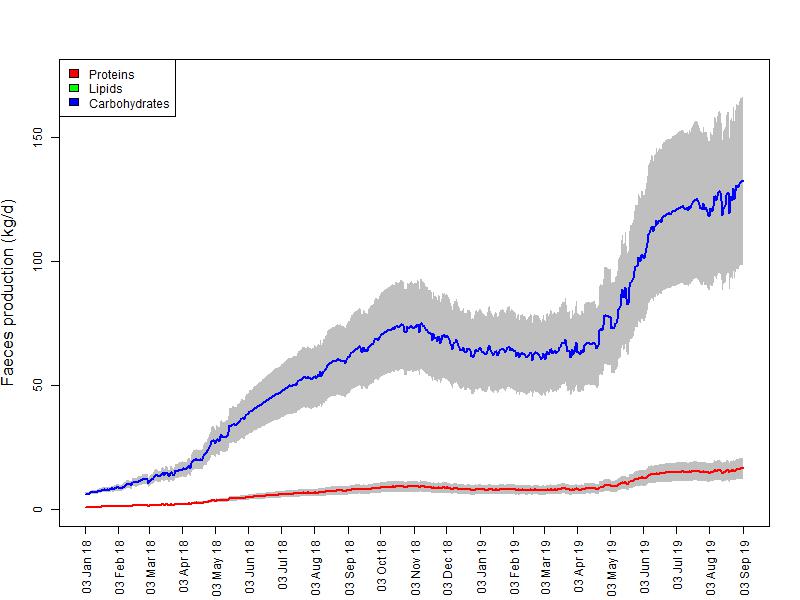 Proteins
Lipids
Carbohydrates
Faeces production (kg/d)
150
100
50
0
03 Jan 18
03 Feb 18
03 Mar 18
03 Apr 18
03 May 18
03 Jun 18
03 Jul 18
03 Aug 18
03 Sep 18
03 Oct 18
03 Nov 18
03 Dec 18
03 Jan 19
03 Feb 19
03 Mar 19
03 Apr 19
03 May 19
03 Jun 19
03 Jul 19
03 Aug 19
03 Sep 19